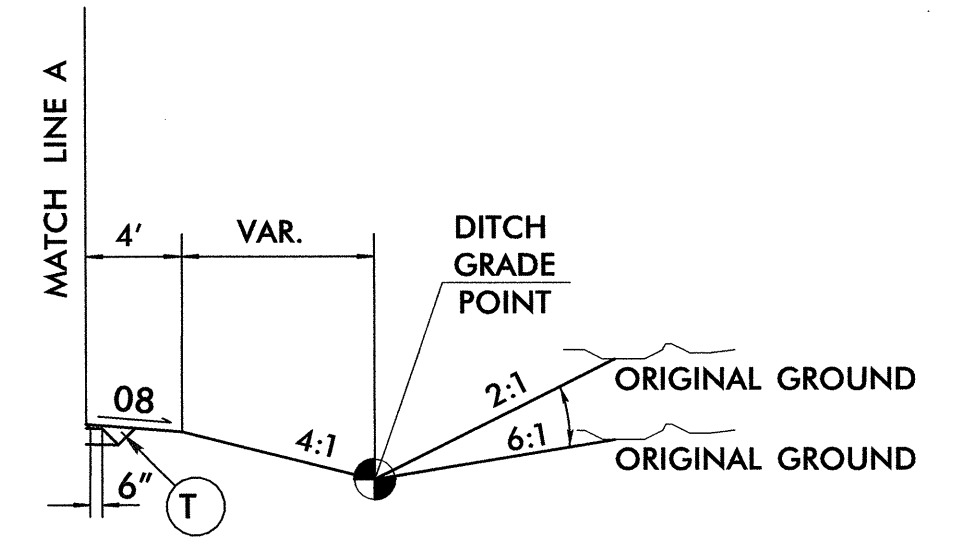 MATCH LINE A
4'
VAR.
DITCH
GRADE
POINT
08
4:1
2:1
6:1
ORIGINAL GROUND
ORIGINAL GROUND
6"
T